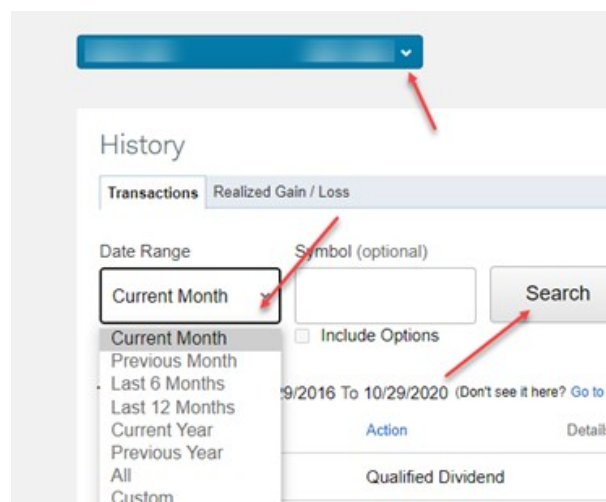 History
Transactions Realized Gain / Loss
Date Range Symbol (optional)
Current Month Search
Current Month Include Options
Previous Month
Last 6 Months
Last 12 Months 9/2016 To 10/29/2020 (Don't see it here? Go to
Current Year Action Details
Previous Year
All Qualified Dividend
Custom